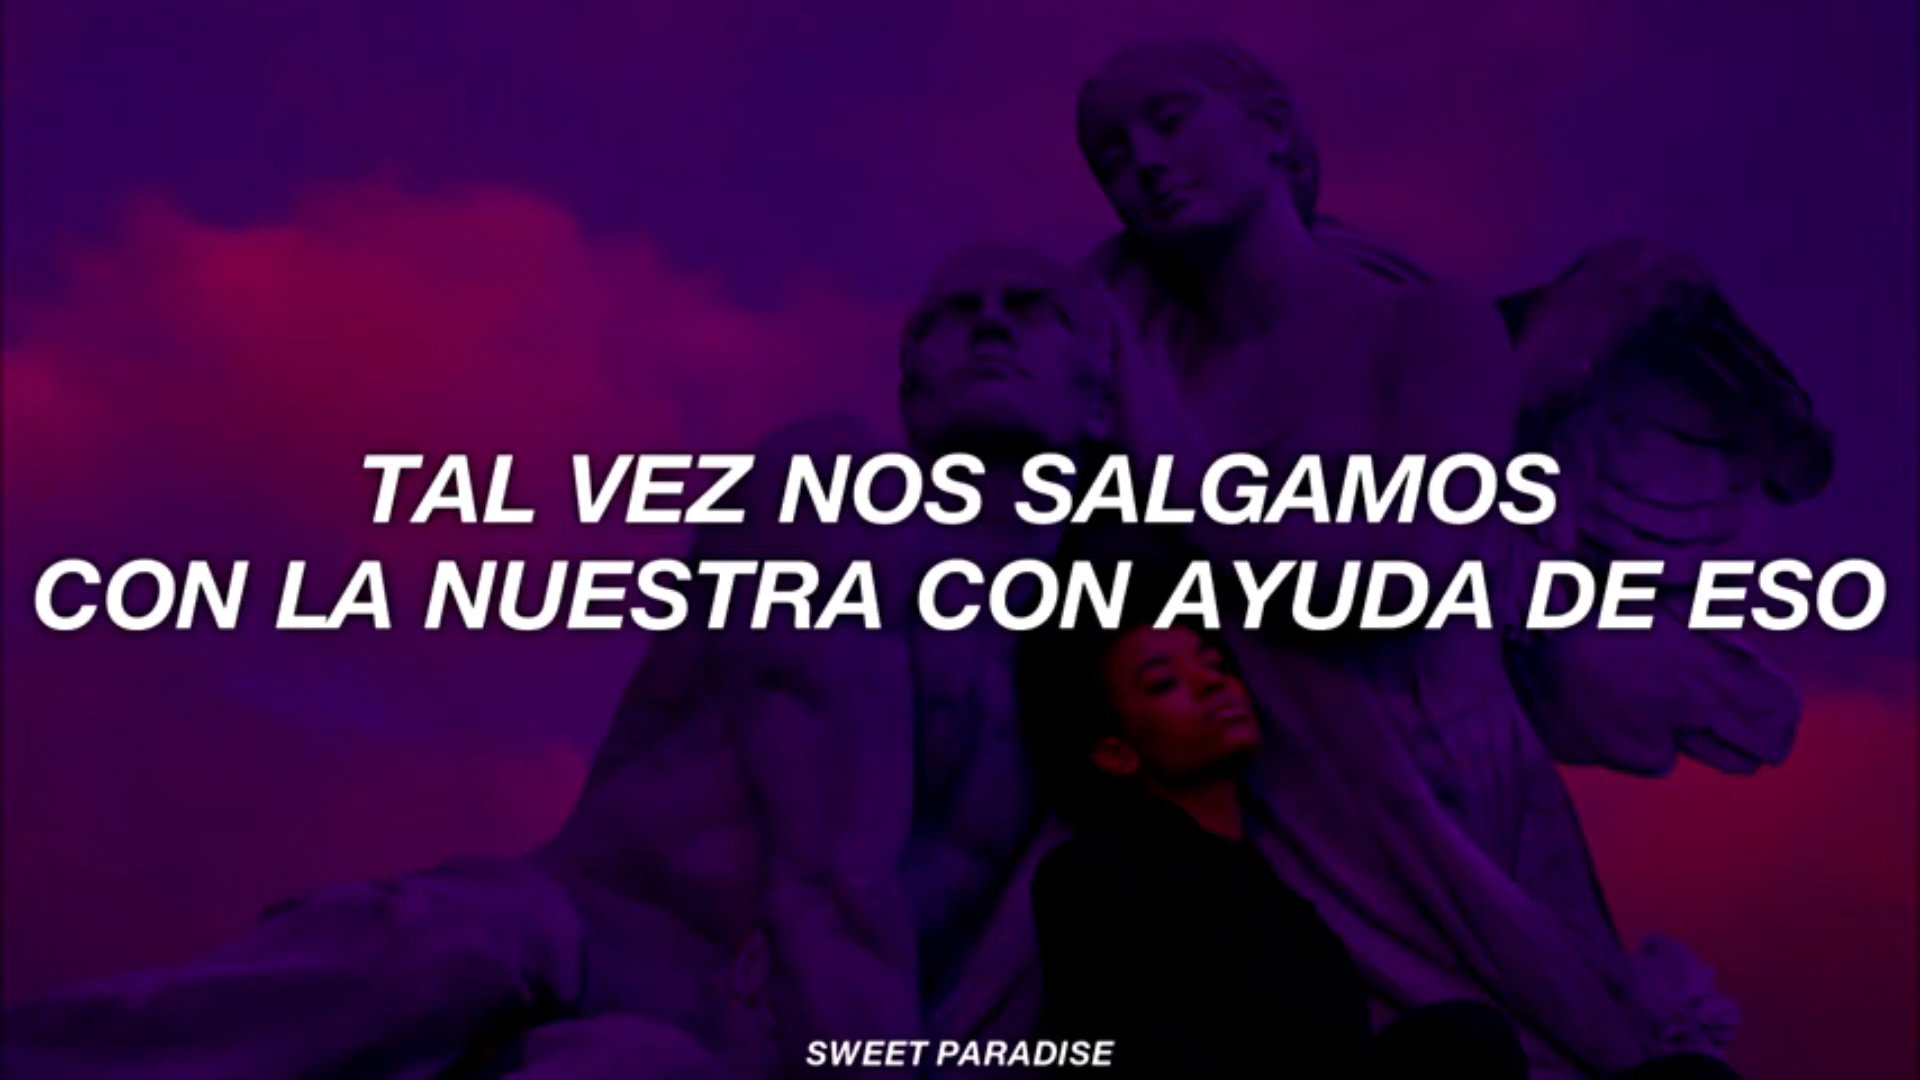 TAL VEZ NOS SALGAMOS
CON LA NUESTRA CON AYUDA DE ESO
SWEET PARADISE